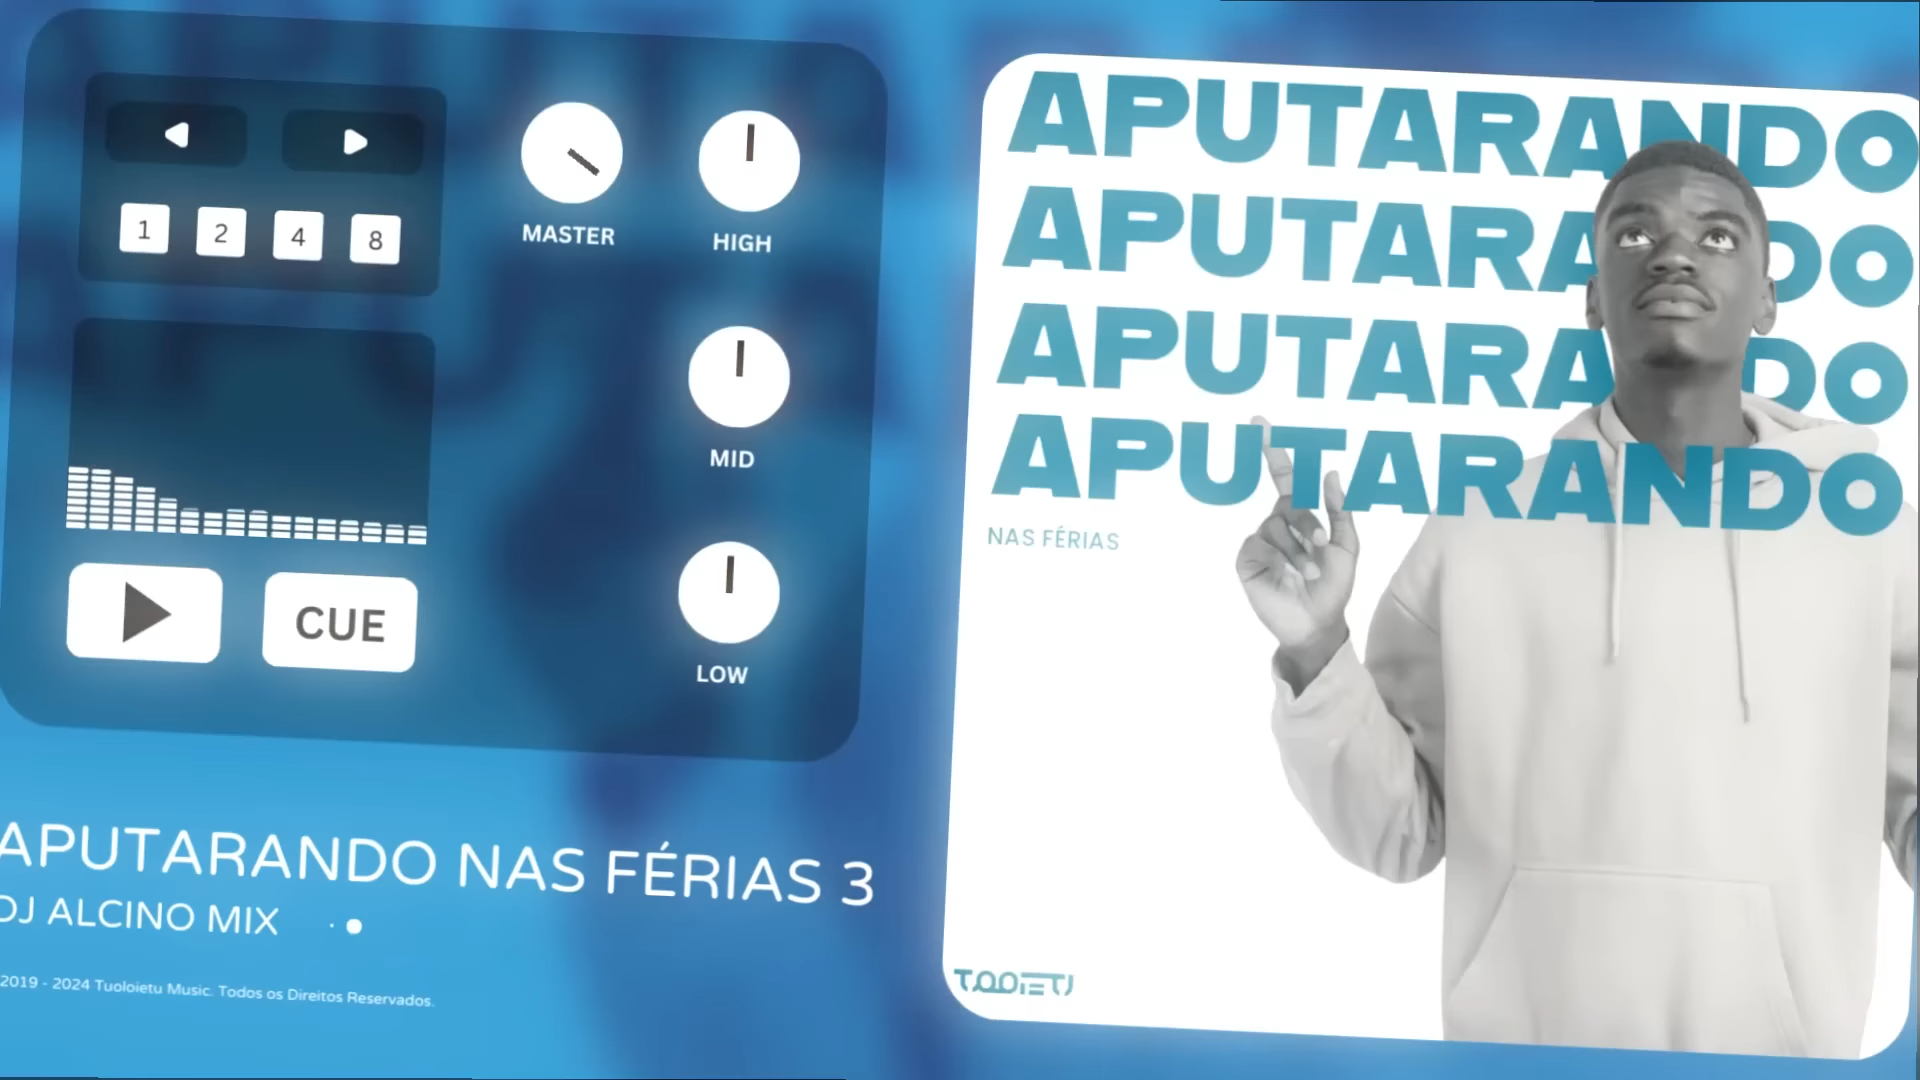 1 2 4 8
MASTER
HIGH
MID
LOW
CUE
APUTARANDO NAS FÉRIAS 3
DJ ALCINO MIX
2019 - 2024 Tuoloietu Music. Todos os Direitos Reservados.
APUTARANDO
APUTARANDO
APUTARANDO
APUTARANDO
NAS FÉRIAS